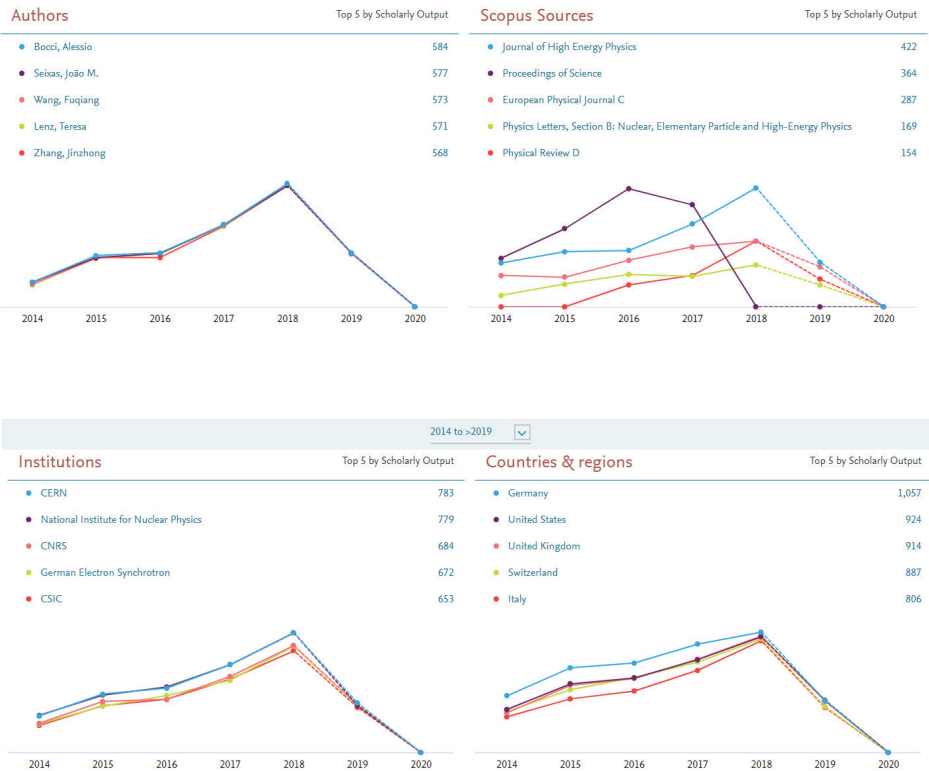 Authors
Top 5 by Scholarly Output
Bocci, Alessio 584
Seixas, João M. 577
Wang, Fuqiang 573
Lenz, Teresa 571
Zhang, Jinzhong 568
2014 2015 2016 2017 2018 2019 2020
Scopus Sources
Top 5 by Scholarly Output
Journal of High Energy Physics 422
Proceedings of Science 364
European Physical Journal C 287
Physics Letters, Section B: Nuclear, Elementary Particle and High-Energy Physics 169
Physical Review D 154
2014 2015 2016 2017 2018 2019 2020
2014 to >2019
Institutions
Top 5 by Scholarly Output
CERN 783
National Institute for Nuclear Physics 779
CNRS 684
German Electron Synchrotron 672
CSIC 653
2014 2015 2016 2017 2018 2019 2020
Countries & regions
Top 5 by Scholarly Output
Germany 1,057
United States 924
United Kingdom 914
Switzerland 887
Italy 806
2014 2015 2016 2017 2018 2019 2020